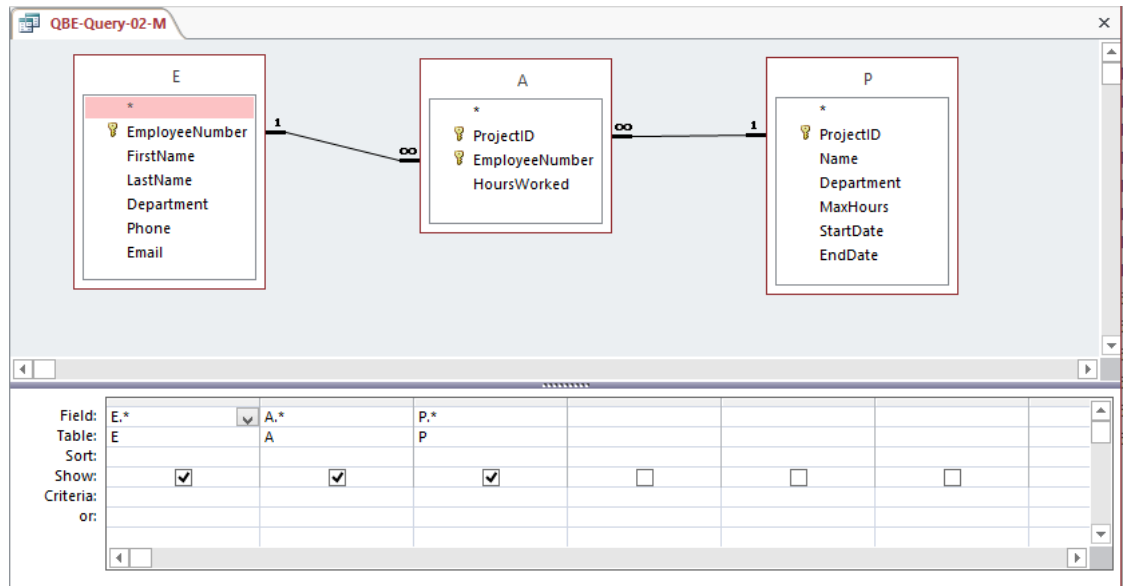 QBE-Query-02-M
E
*
EmployeeNumber
FirstName
LastName
Department
Phone
Email
1
∞
A
*
ProjectID
EmployeeNumber
HoursWorked
∞
1
P
*
ProjectID
Name
Department
MaxHours
StartDate
EndDate
Field: E.* A.* P.*
Table: E A P
Sort:
Show:
Criteria:
or: